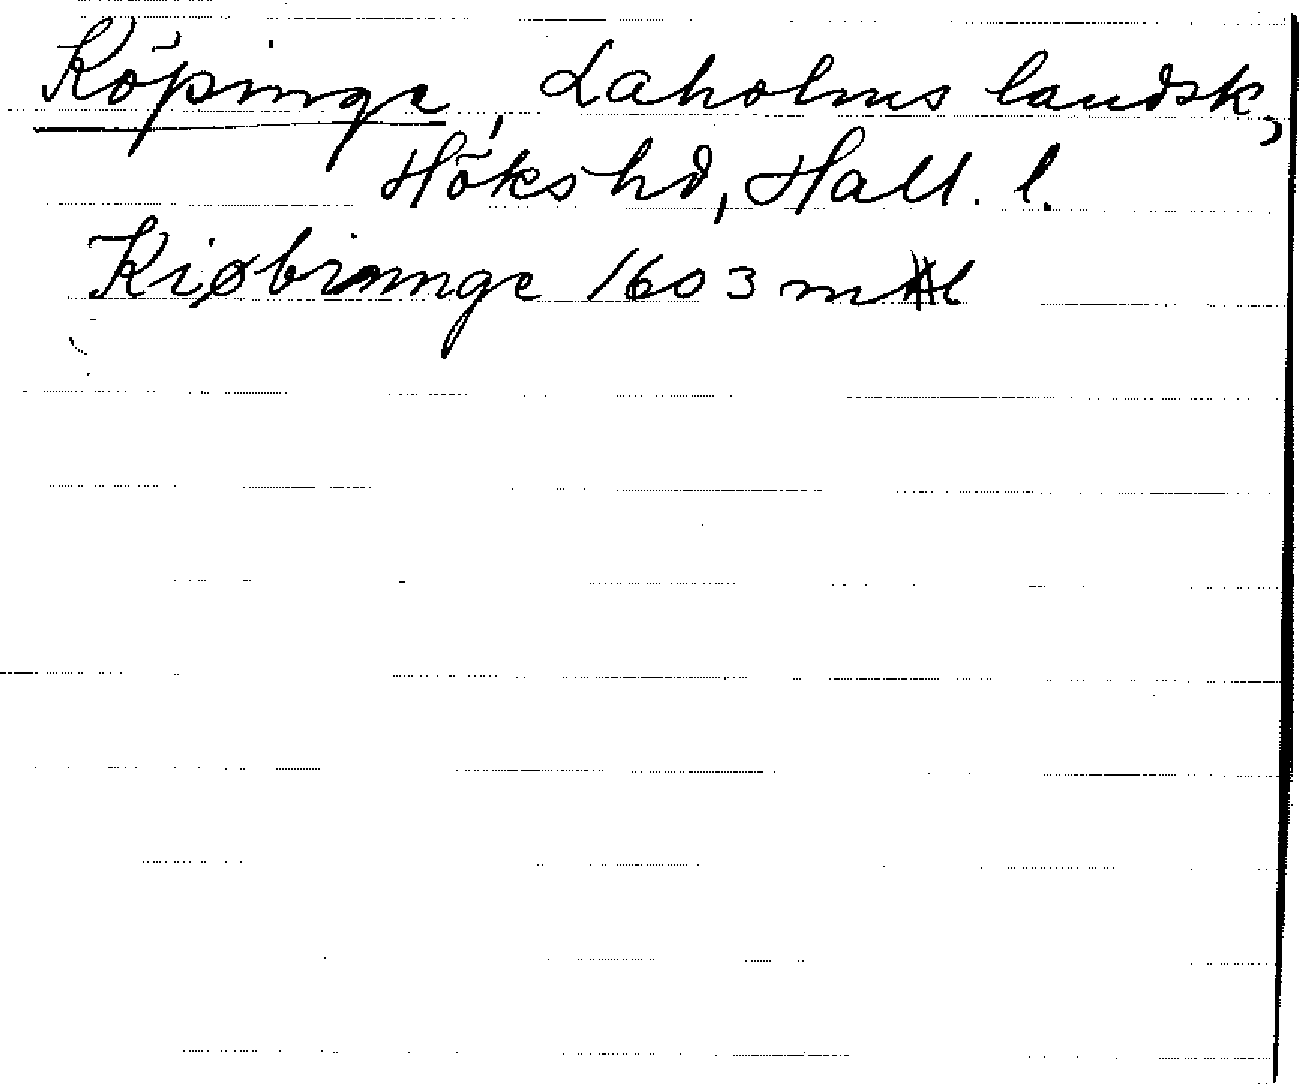 Köpinge, Laholms landsk,
Höks hd, Hall. l.
Kiøbinge 1603